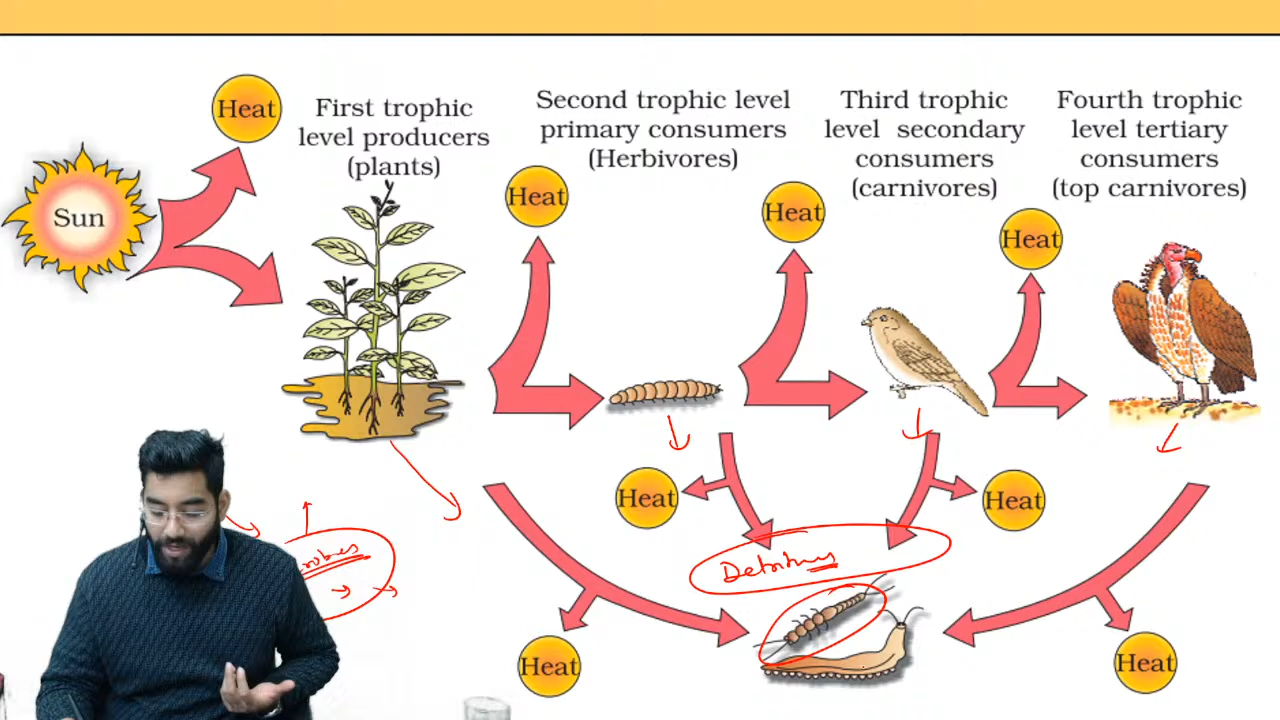 Heat
First trophic
level producers
(plants)
Second trophic level
primary consumers
(Herbivores)
Third trophic
level secondary
consumers
(carnivores)
Fourth trophic
level tertiary
consumers
(top carnivores)
Sun
Heat
Heat
Heat
Heat
Heat
Detritus
Heat
Heat